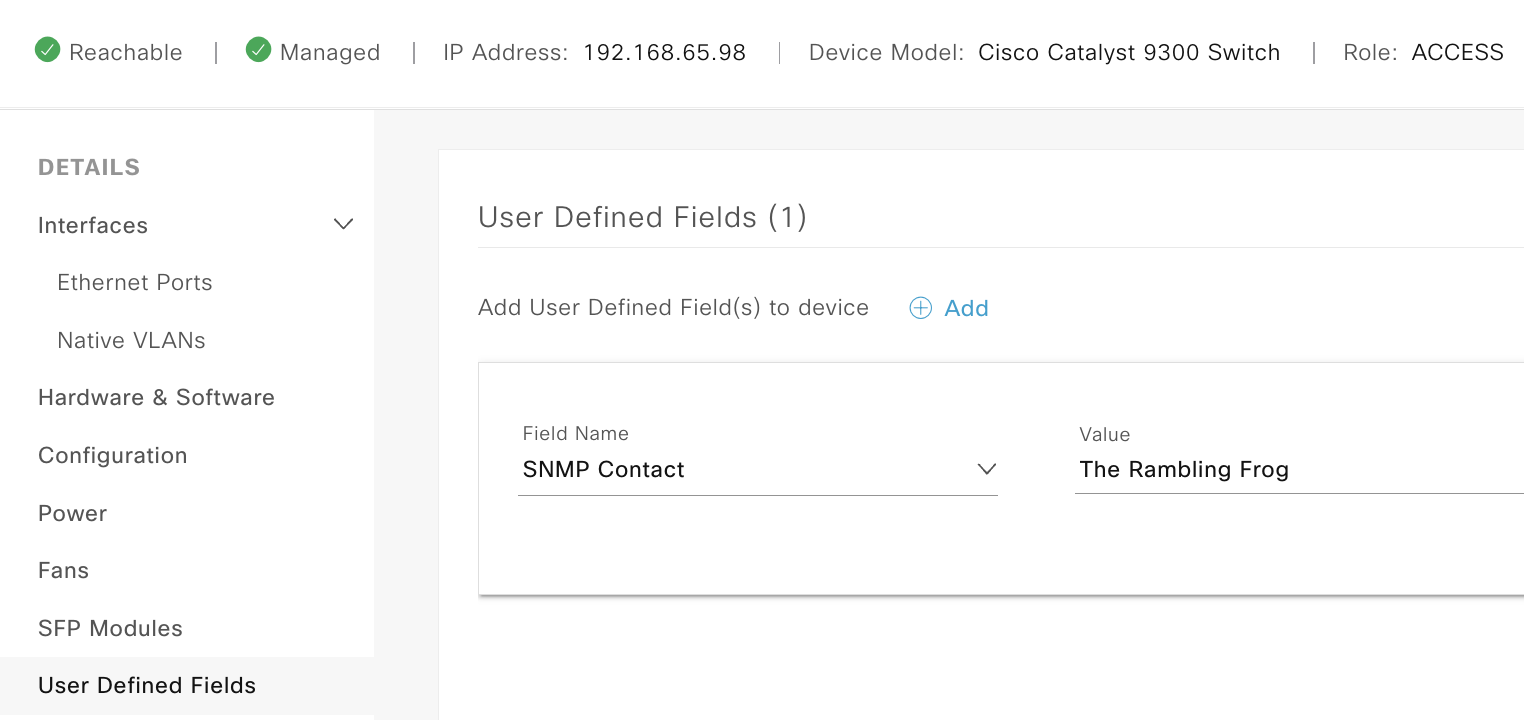 Reachable | Managed | IP Address: 192.168.65.98 | Device Model: Cisco Catalyst 9300 Switch | Role: ACCESS
DETAILS
Interfaces
Ethernet Ports
Native VLANs
Hardware & Software
Configuration
Power
Fans
SFP Modules
User Defined Fields
User Defined Fields (1)
Add User Defined Field(s) to device Add
Field Name
SNMP Contact
Value
The Rambling Frog